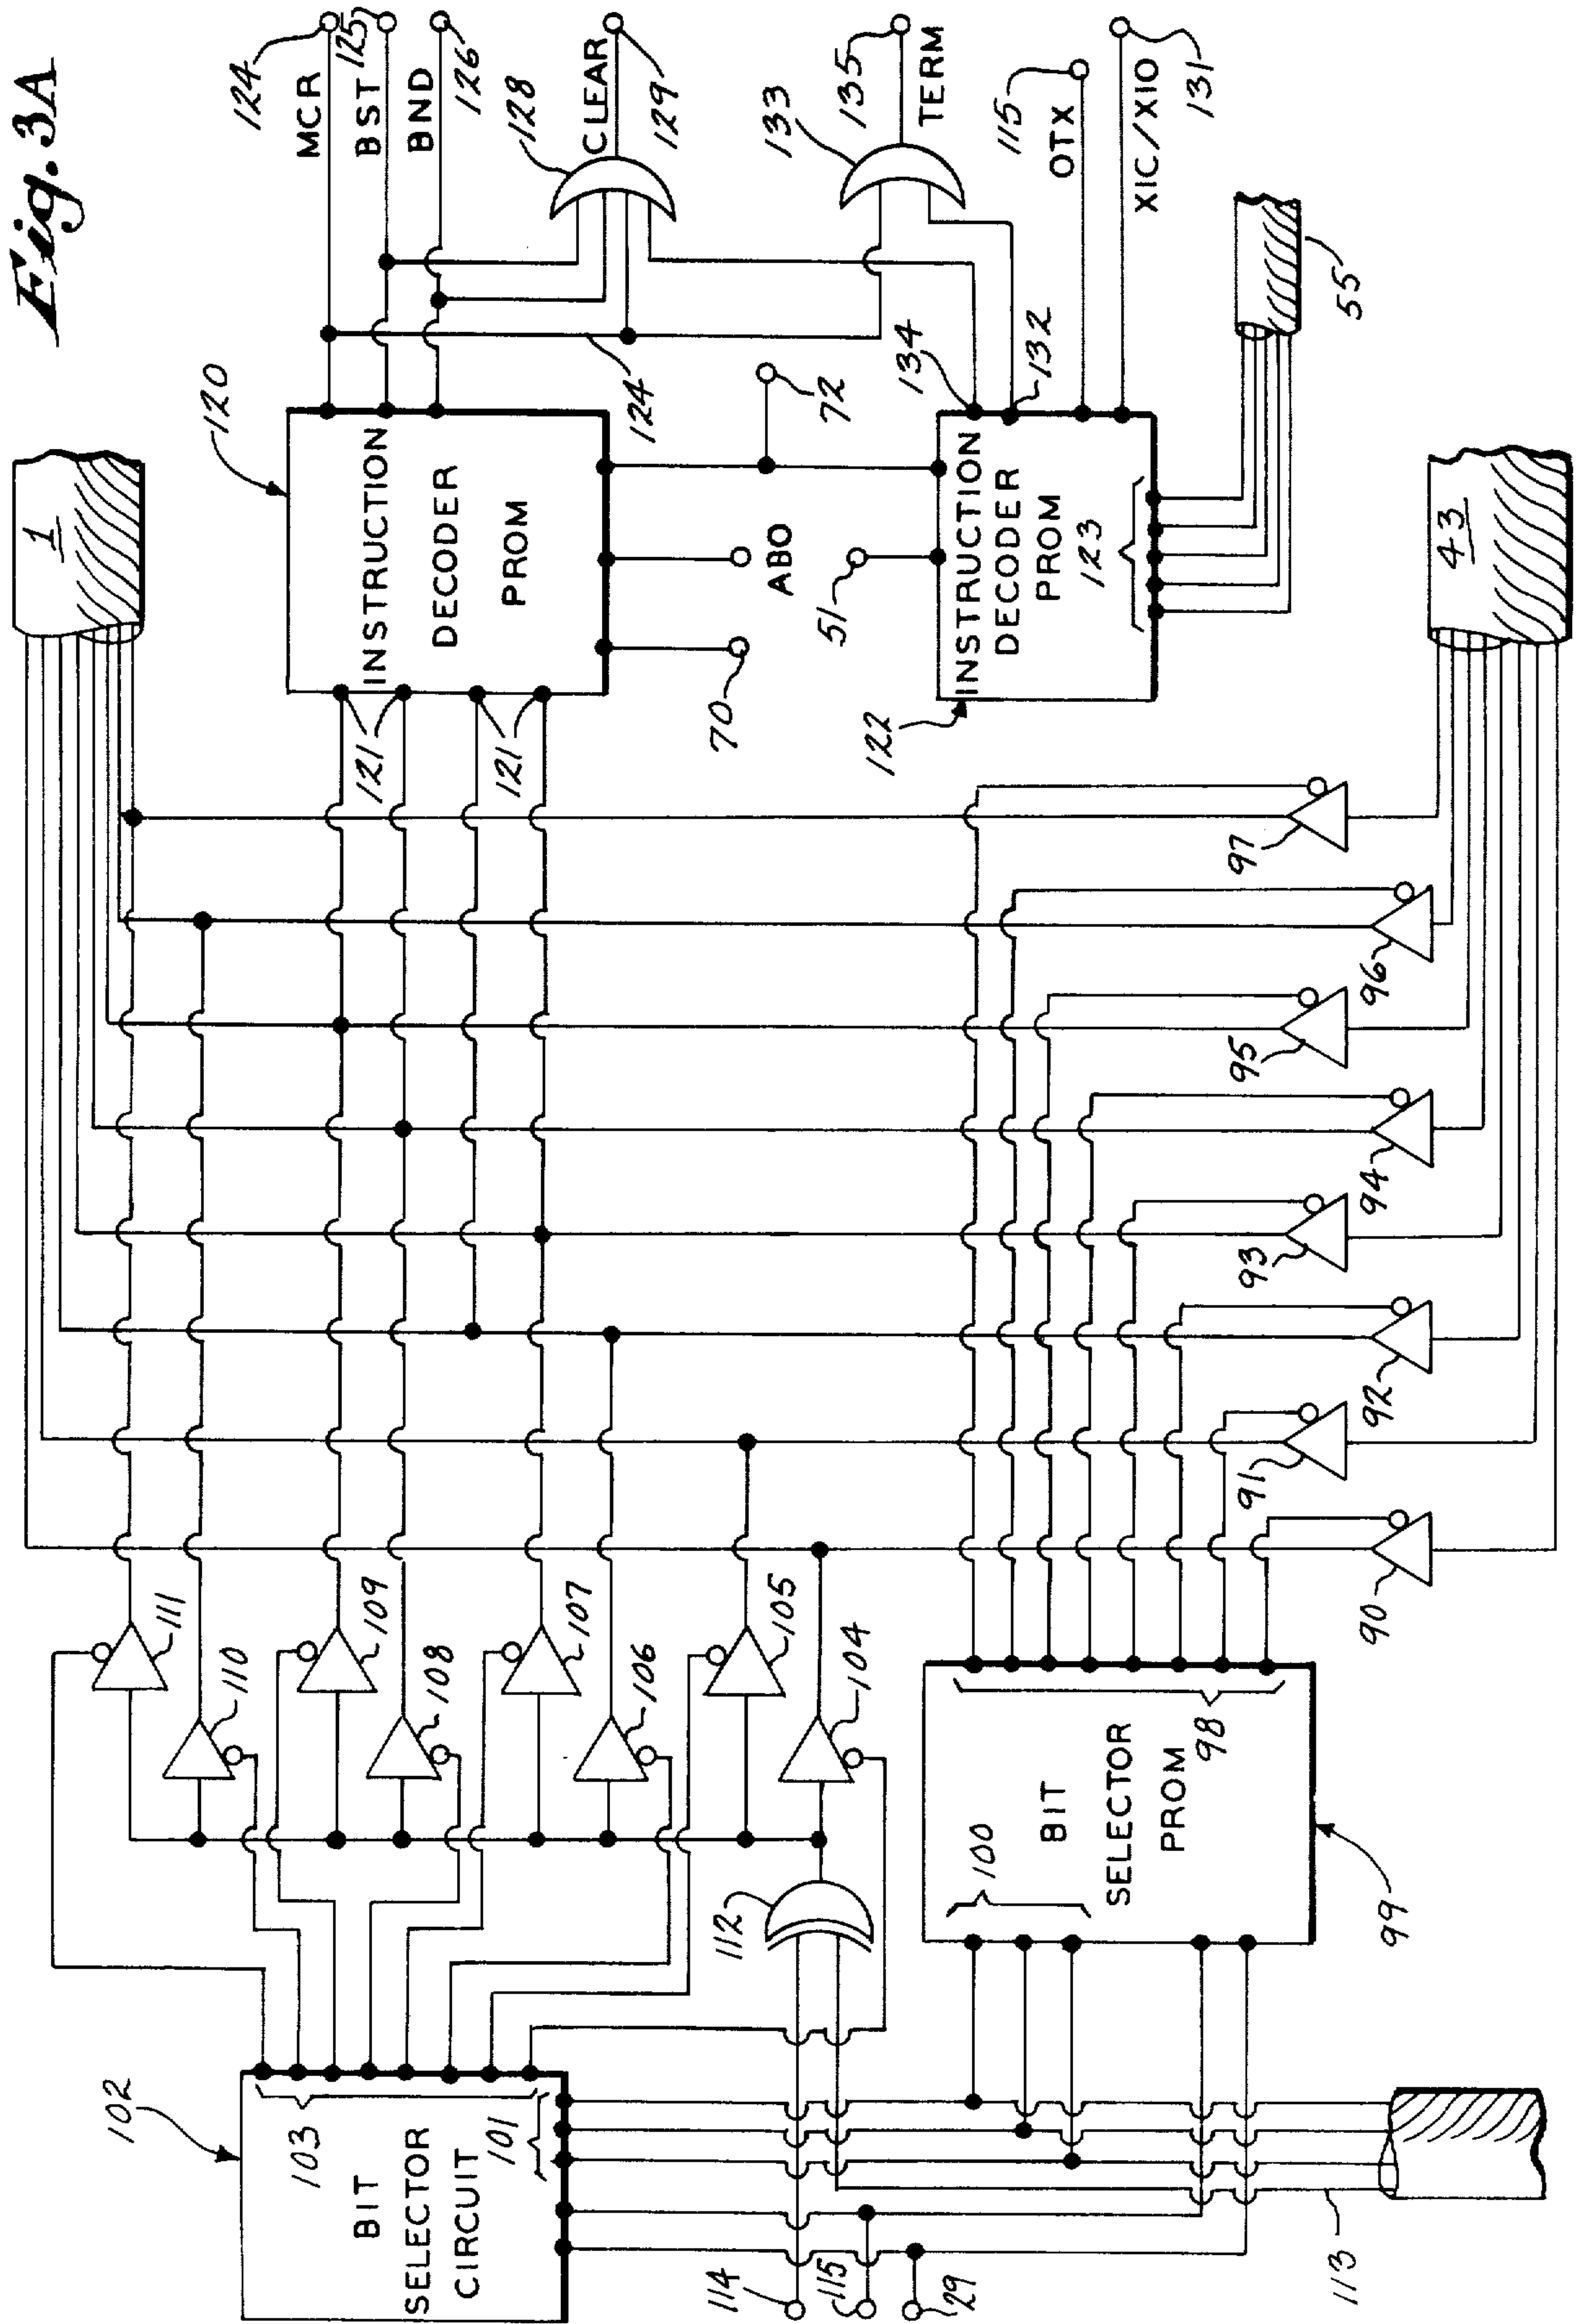 Fig. 3A
1
120
124
MCR
125
BST
BND
126
128
CLEAR
129
133
135
TERM
115
OTX
XIC/XIO
131
INSTRUCTION
DECODER
PROM
121
121
70
ABO
72
124
51
134
132
INSTRUCTION
DECODER
PROM
123
122
55
43
97
96
95
94
93
92
91
90
111
110
109
108
107
106
105
104
112
102
103
BIT
SELECTOR
CIRCUIT
101
100
BIT
SELECTOR
PROM
98
99
114
115
29
113